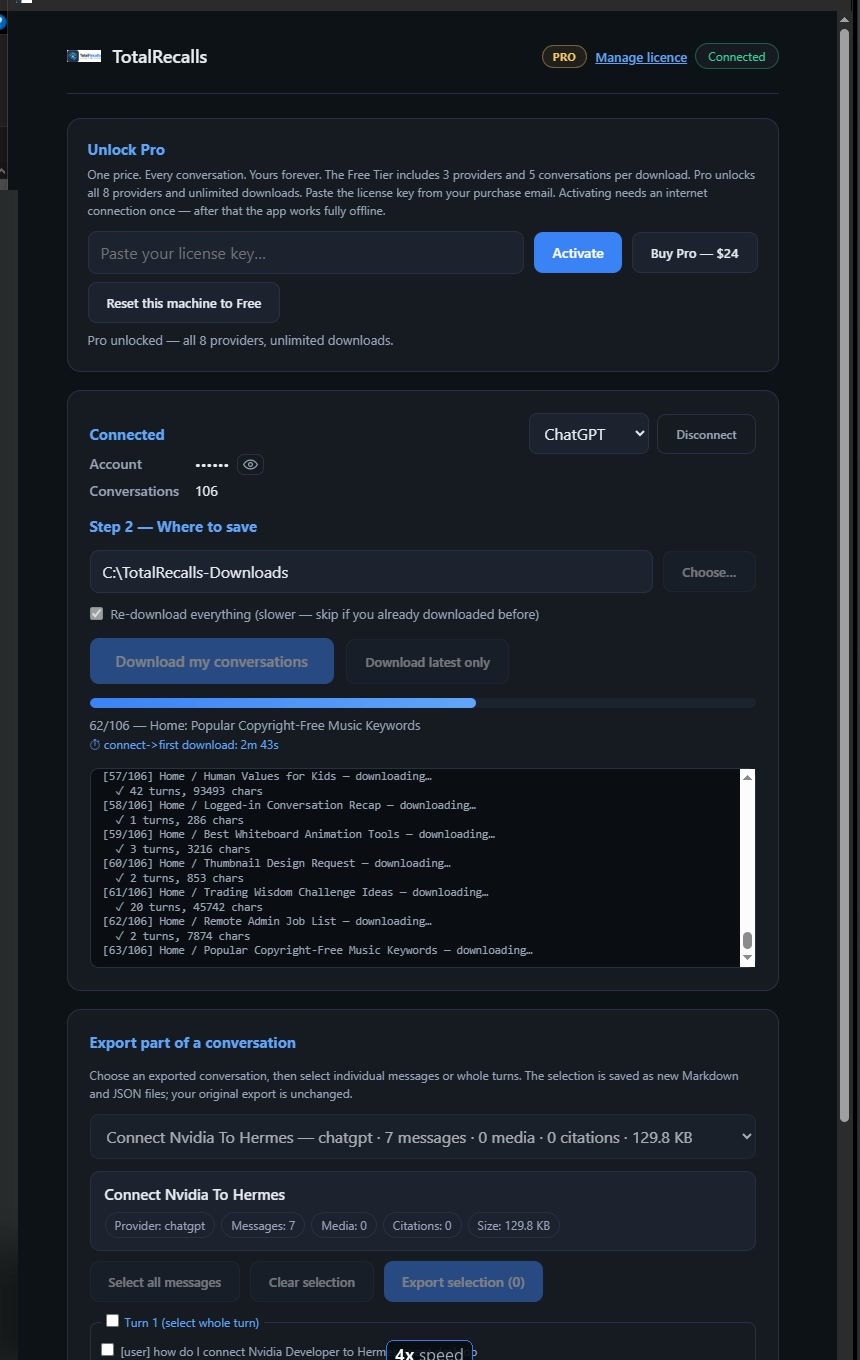 TotalRecalls
PRO
Manage licence
Connected
Unlock Pro
One price. Every conversation. Yours forever. The Free Tier includes 3 providers and 5 conversations per download. Pro unlocks
all 8 providers and unlimited downloads. Paste the license key from your purchase email. Activating needs an internet
connection once — after that the app works fully offline.
Paste your license key...
Activate
Buy Pro — $24
Reset this machine to Free
Pro unlocked — all 8 providers, unlimited downloads.
Connected
ChatGPT
Disconnect
Account ••••••
Conversations 106
Step 2 — Where to save
C:\TotalRecalls-Downloads
Choose...
Re-download everything (slower — skip if you already downloaded before)
Download my conversations
Download latest only
62/106 — Home: Popular Copyright-Free Music Keywords
⏱ connect->first download: 2m 43s
[57/106] Home / Human Values for Kids — downloading…
✓ 42 turns, 93493 chars
[58/106] Home / Logged-in Conversation Recap — downloading…
✓ 1 turns, 286 chars
[59/106] Home / Best Whiteboard Animation Tools — downloading…
✓ 3 turns, 3216 chars
[60/106] Home / Thumbnail Design Request — downloading…
✓ 2 turns, 853 chars
[61/106] Home / Trading Wisdom Challenge Ideas — downloading…
✓ 20 turns, 45742 chars
[62/106] Home / Remote Admin Job List — downloading…
✓ 2 turns, 7874 chars
[63/106] Home / Popular Copyright-Free Music Keywords — downloading…
Export part of a conversation
Choose an exported conversation, then select individual messages or whole turns. The selection is saved as new Markdown
and JSON files; your original export is unchanged.
Connect Nvidia To Hermes — chatgpt · 7 messages · 0 media · 0 citations · 129.8 KB
Connect Nvidia To Hermes
Provider: chatgpt
Messages: 7
Media: 0
Citations: 0
Size: 129.8 KB
Select all messages
Clear selection
Export selection (0)
Turn 1 (select whole turn)
[user] how do I connect Nvidia Developer to
4x speed